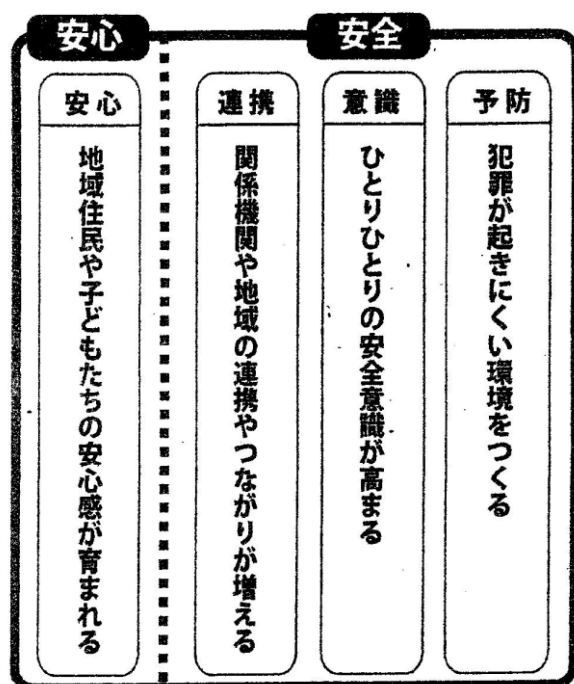 安全
予防
犯罪が起きにくい環境をつくる
意識
ひとりひとりの安全意識が高まる
連携
関係機関や地域の連携やつながりが増える
安心
安心
地域住民や子どもたちの安心感が育まれる